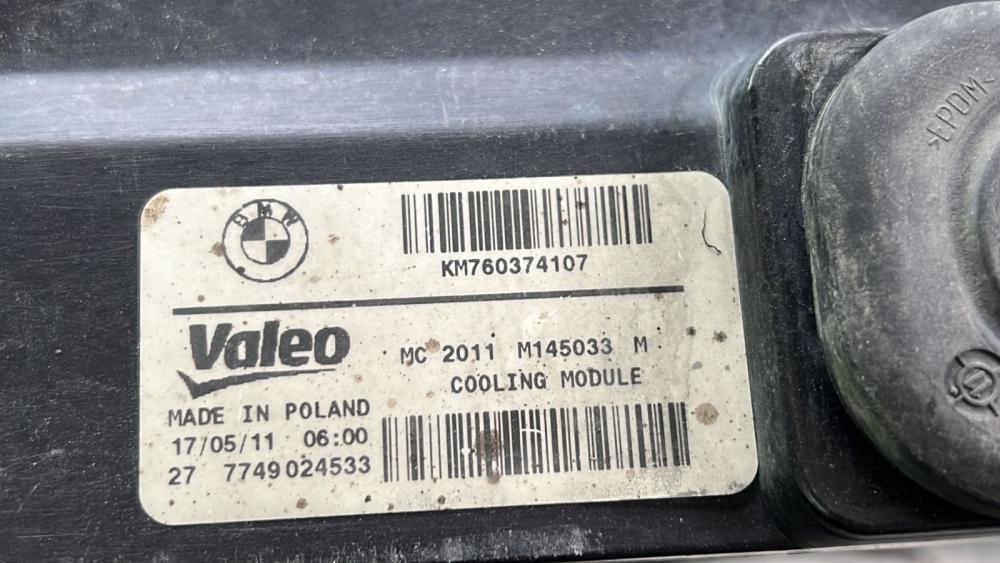 BMW
KM760374107
Valeo
MC 2011 M145033 M
COOLING MODULE
MADE IN POLAND
17/05/11 06:00
27 7749024533
>EPDM<